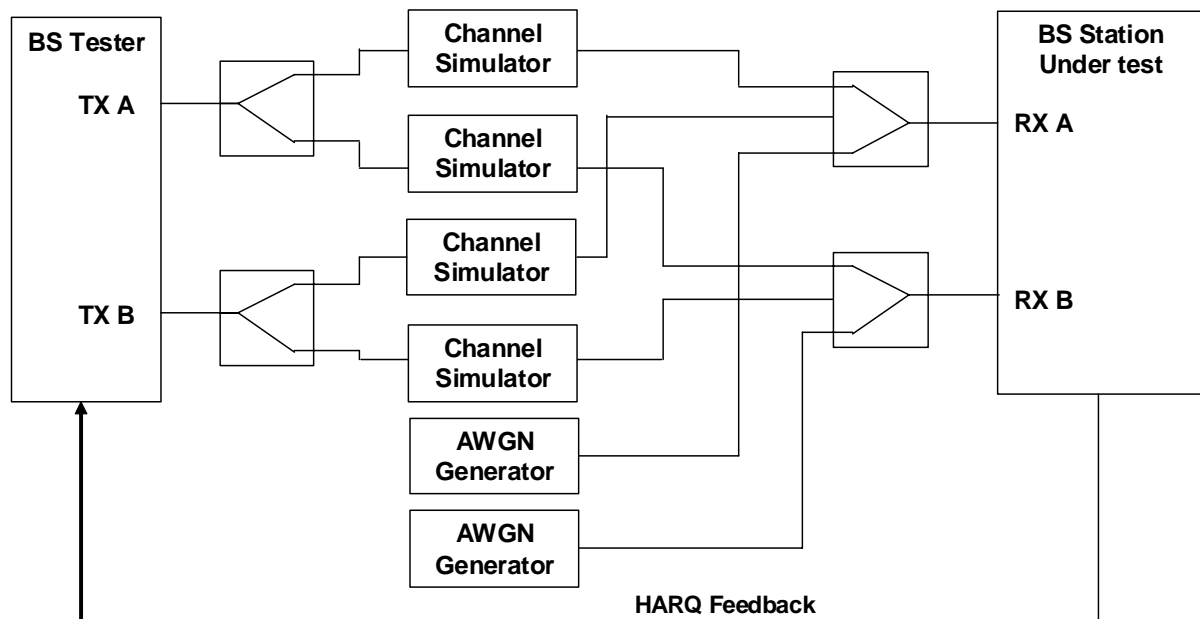 BS Tester
TX A
TX B
Channel
Simulator
Channel
Simulator
Channel
Simulator
Channel
Simulator
AWGN
Generator
AWGN
Generator
BS Station
Under test
RX A
RX B
HARQ Feedback